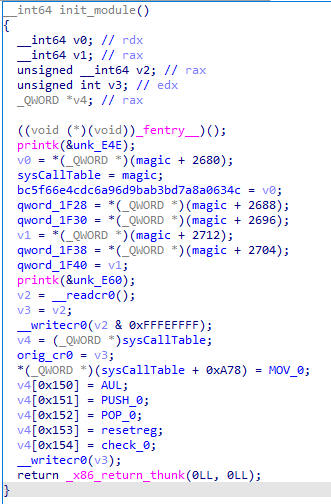 __int64 init_module()
{
__int64 v0; // rdx
__int64 v1; // rax
unsigned __int64 v2; // rax
unsigned int v3; // edx
_QWORD *v4; // rax
((void (*)(void))_fentry__)();
printk(&unk_E4E);
v0 = *(_QWORD *)(magic + 2680);
sysCallTable = magic;
bc5f66e4cdc6a96d9bab3bd7a8a0634c = v0;
qword_1F28 = *(_QWORD *)(magic + 2688);
qword_1F30 = *(_QWORD *)(magic + 2696);
v1 = *(_QWORD *)(magic + 2712);
qword_1F38 = *(_QWORD *)(magic + 2704);
qword_1F40 = v1;
printk(&unk_E60);
v2 = __readcr0();
v3 = v2;
__writecr0(v2 & 0xFFFEFFFF);
v4 = (_QWORD *)sysCallTable;
orig_cr0 = v3;
*(_QWORD *)(sysCallTable + 0xA78) = MOV_0;
v4[0x150] = AUL;
v4[0x151] = PUSH_0;
v4[0x152] = POP_0;
v4[0x153] = resetreg;
v4[0x154] = check_0;
__writecr0(v3);
return _x86_return_thunk(0LL, 0LL);
}